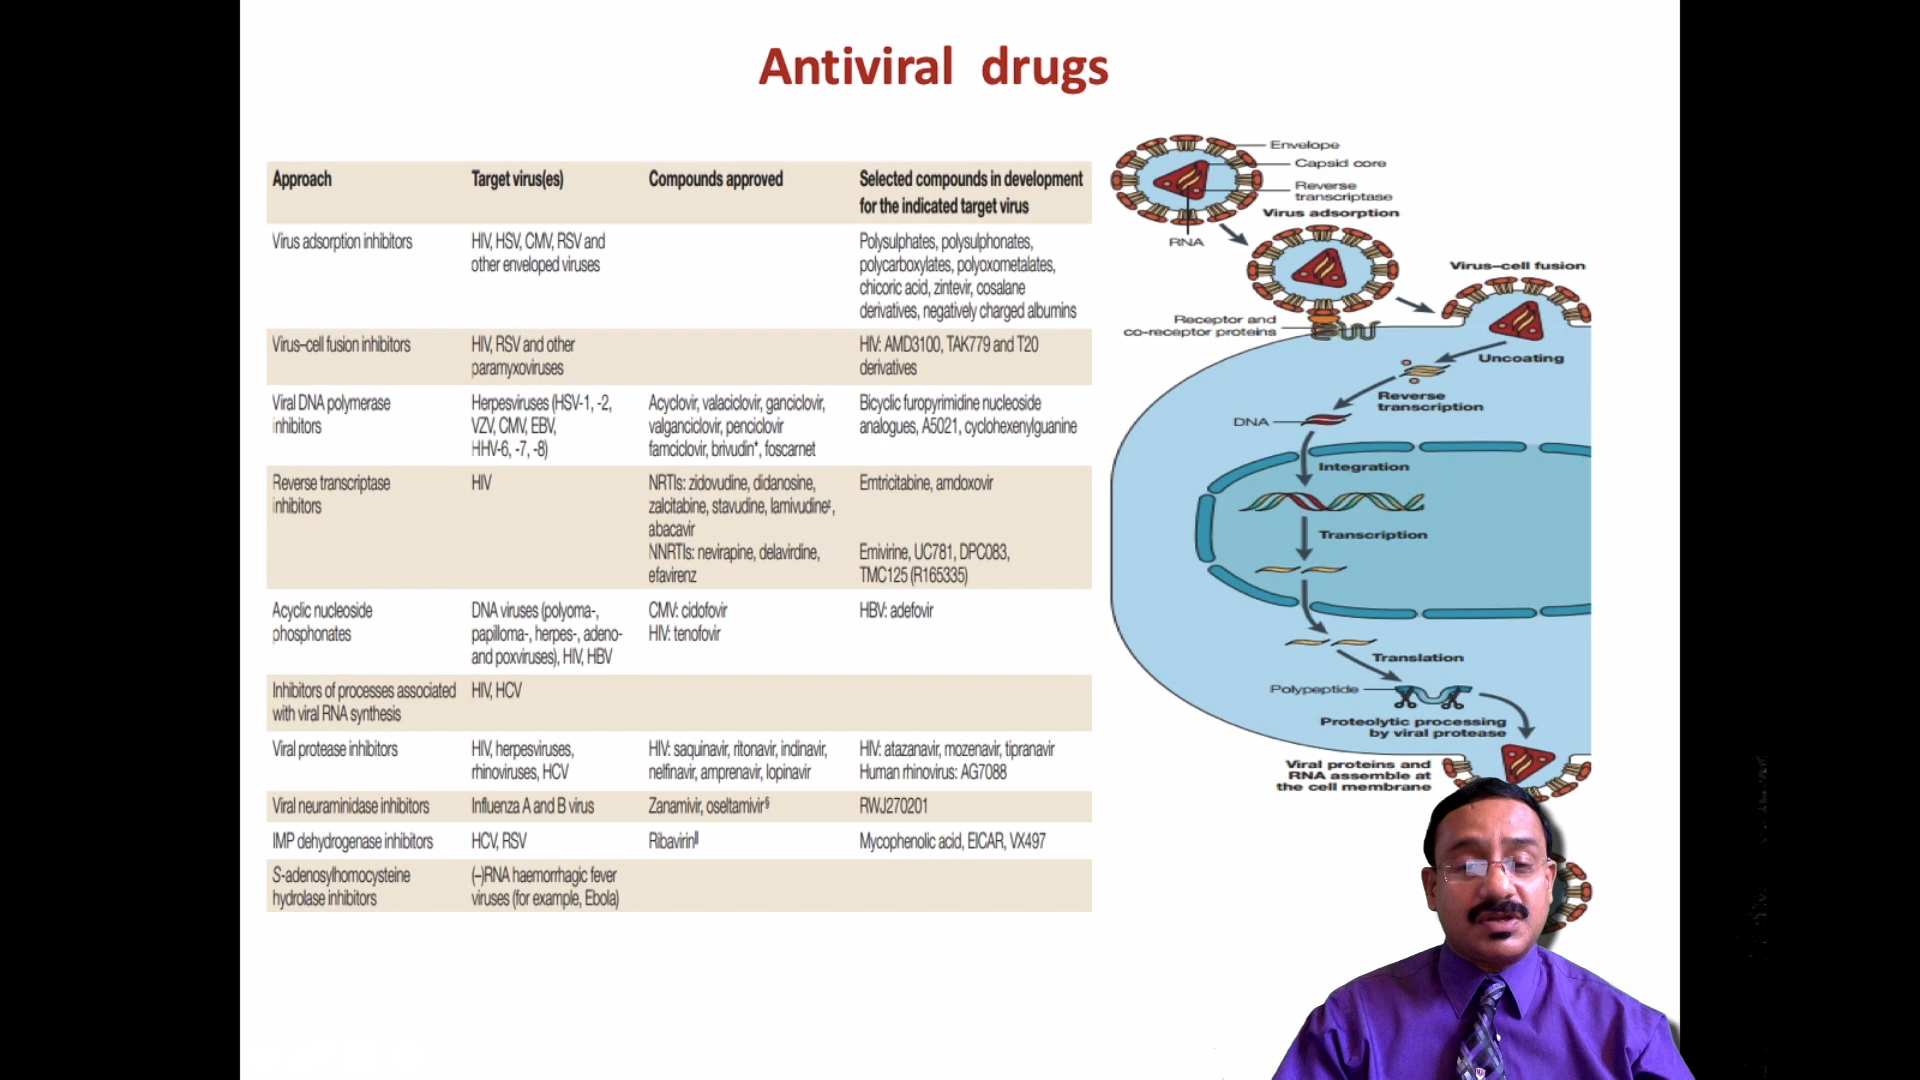 Antiviral drugs
Approach
Target virus(es)
Compounds approved
Selected compounds in development
for the indicated target virus
Virus adsorption inhibitors
HIV, HSV, CMV, RSV and
other enveloped viruses
Polysulphates, polysulphonates,
polycarboxylates, polyoxometalates,
chicoric acid, zintevir, cosalane
derivatives, negatively charged albumins
Virus–cell fusion inhibitors
HIV, RSV and other
paramyxoviruses
HIV: AMD3100, TAK779 and T20
derivatives
Viral DNA polymerase
inhibitors
Herpesviruses (HSV-1, -2,
VZV, CMV, EBV,
HHV-6, -7, -8)
Acyclovir, valaciclovir, ganciclovir,
valganciclovir, penciclovir
famciclovir, brivudin*, foscarnet
Bicyclic furopyrimidine nucleoside
analogues, A5021, cyclohexenylguanine
Reverse transcriptase
inhibitors
HIV
NRTIs: zidovudine, didanosine,
zalcitabine, stavudine, lamivudine‡,
abacavir
NNRTIs: nevirapine, delavirdine,
efavirenz
Emtricitabine, amdoxovir
Emivirine, UC781, DPC083,
TMC125 (R165335)
Acyclic nucleoside
phosphonates
DNA viruses (polyoma-,
papilloma-, herpes-, adeno-
and poxviruses), HIV, HBV
CMV: cidofovir
HIV: tenofovir
HBV: adefovir
Inhibitors of processes associated
with viral RNA synthesis
HIV, HCV
Viral protease inhibitors
HIV, herpesviruses,
rhinoviruses, HCV
HIV: saquinavir, ritonavir, indinavir,
nelfinavir, amprenavir, lopinavir
HIV: atazanavir, mozenavir, tipranavir
Human rhinovirus: AG7088
Viral neuraminidase inhibitors
Influenza A and B virus
Zanamivir, oseltamivir§
RWJ270201
IMP dehydrogenase inhibitors
HCV, RSV
Ribavirin||
Mycophenolic acid, EICAR, VX497
S-adenosylhomocysteine
hydrolase inhibitors
(–)RNA haemorrhagic fever
viruses (for example, Ebola)
Envelope
Capsid core
Reverse
transcriptase
Virus adsorption
RNA
Virus–cell fusion
Receptor and
co-receptor proteins
Uncoating
Reverse
transcription
DNA
Integration
Transcription
Translation
Polypeptide
Proteolytic processing
by viral protease
Viral proteins and
RNA assemble at
the cell membrane